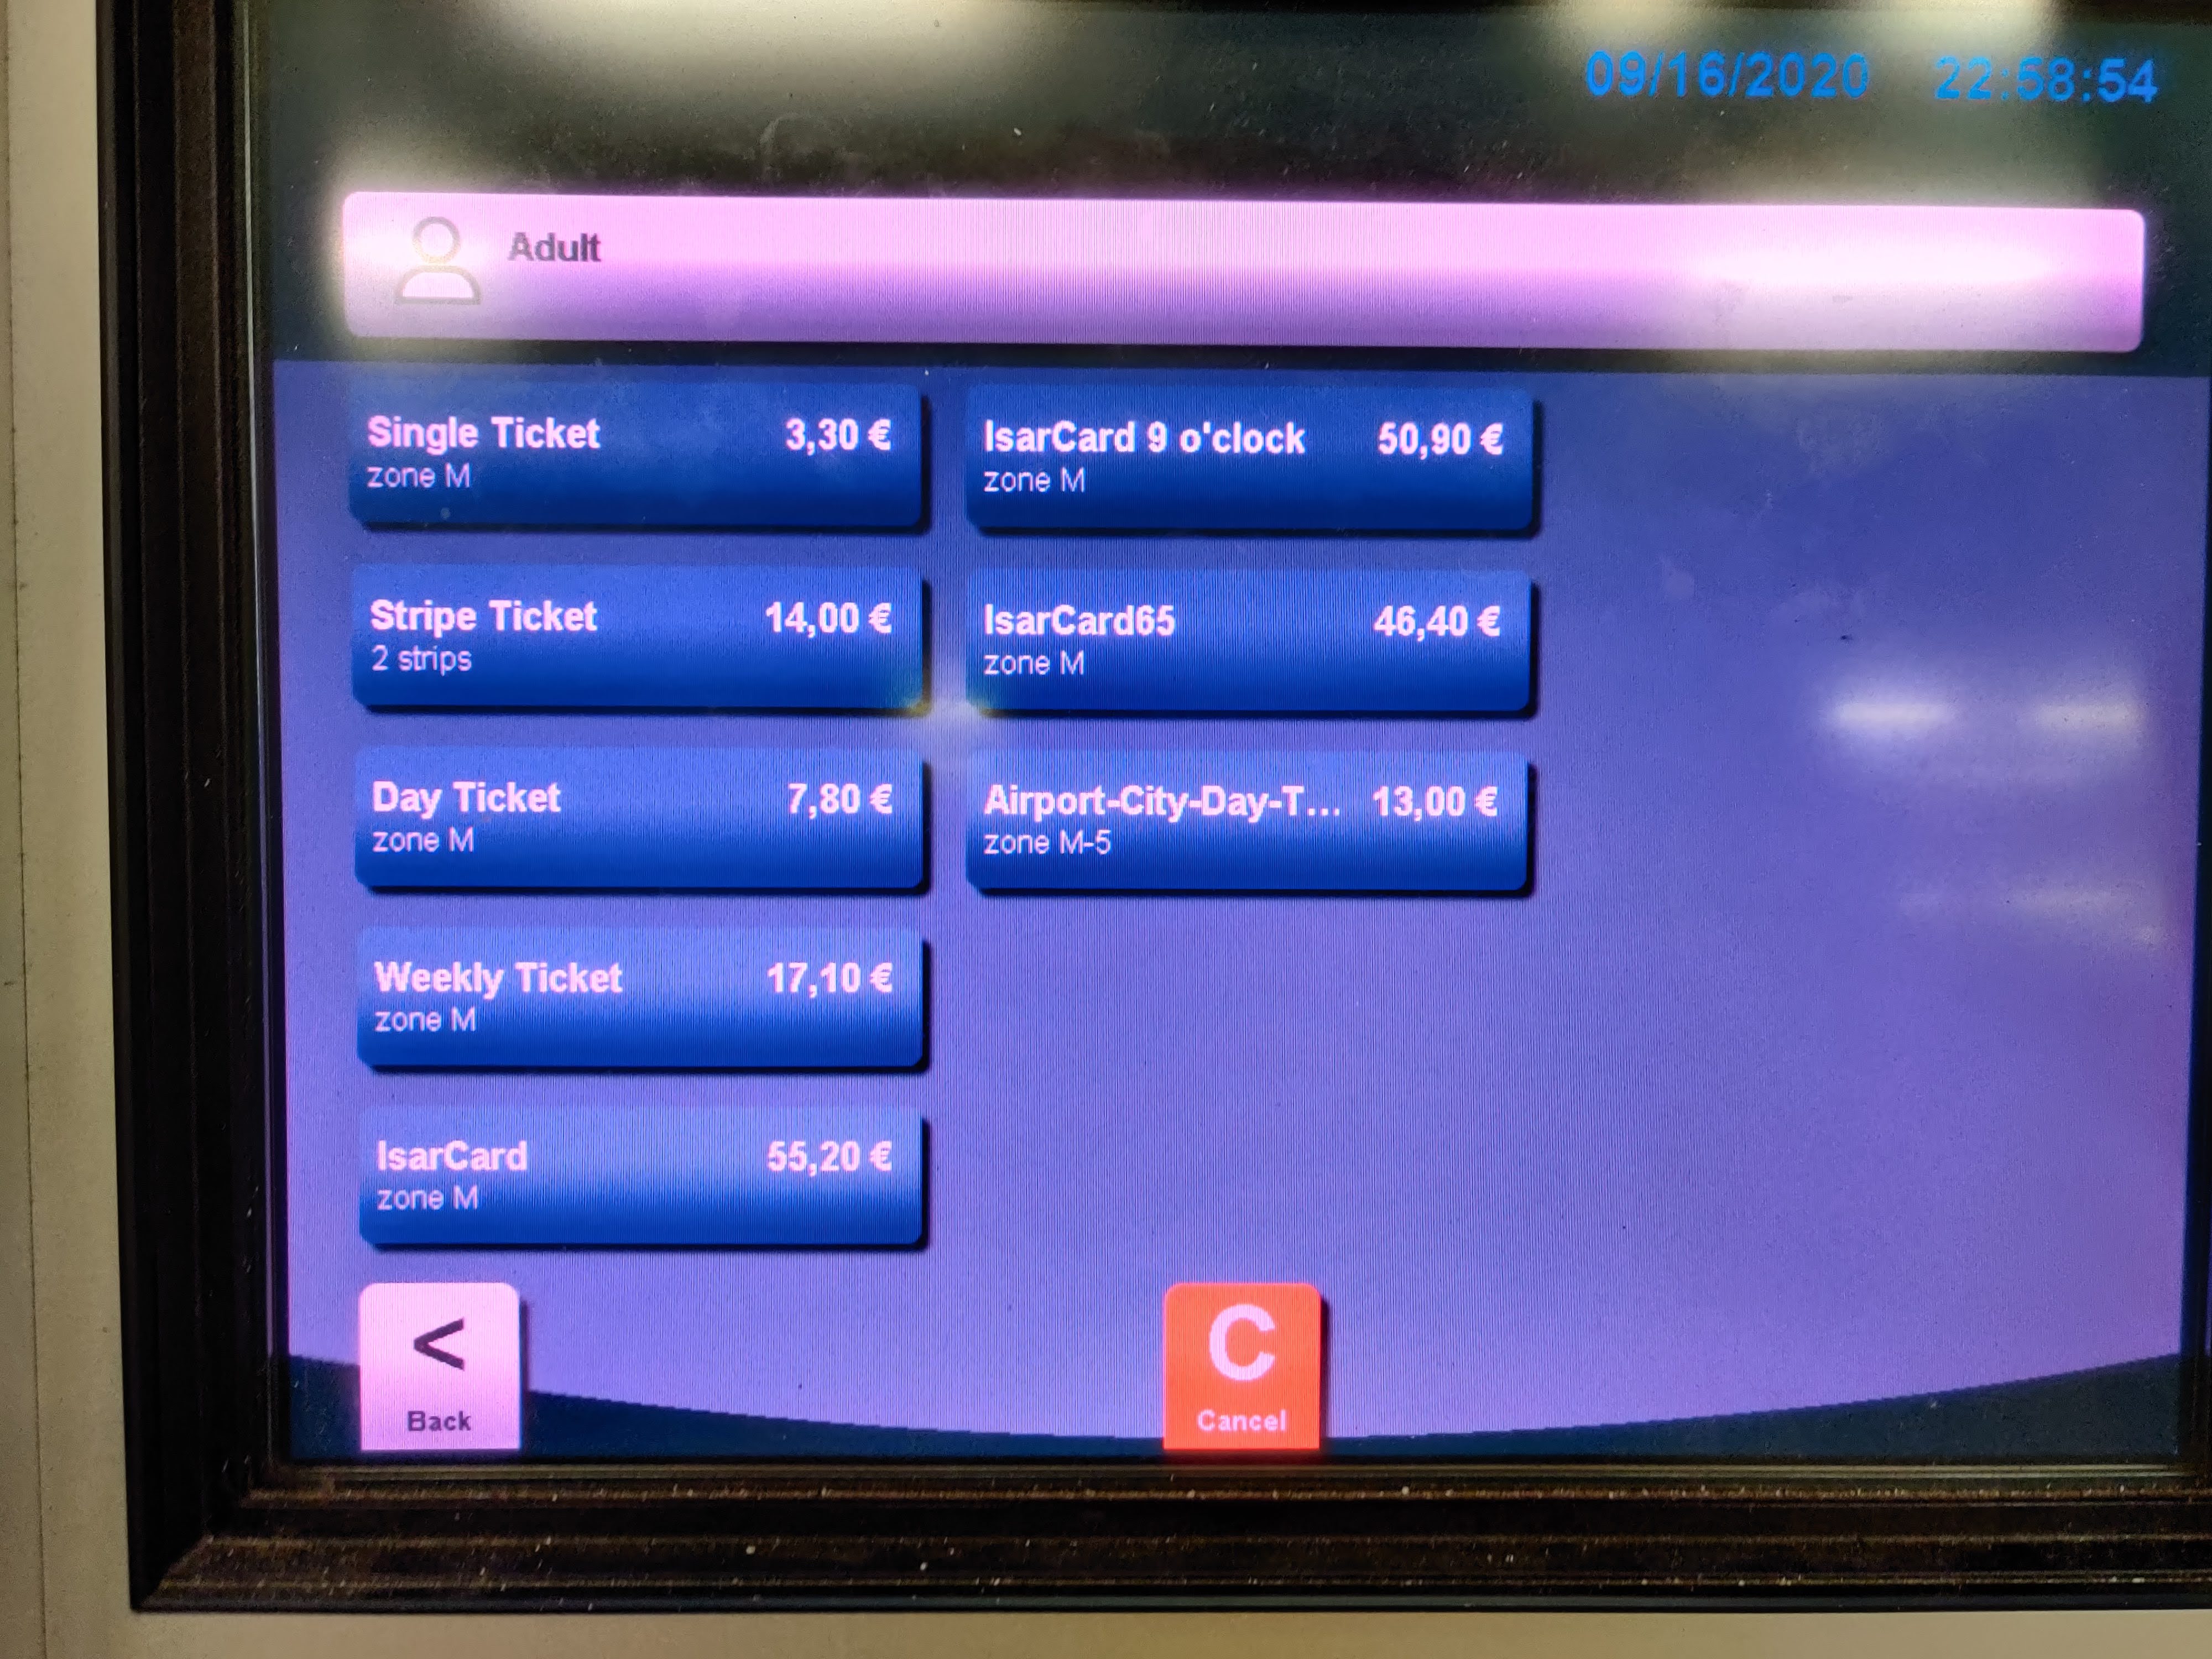 09/16/2020 22:58:54
Adult
Single Ticket 3,30 €
zone M
Stripe Ticket 14,00 €
2 strips
Day Ticket 7,80 €
zone M
Weekly Ticket 17,10 €
zone M
IsarCard 55,20 €
zone M
IsarCard 9 o'clock 50,90 €
zone M
IsarCard65 46,40 €
zone M
Airport-City-Day-T... 13,00 €
zone M-5
<
Back
C
Cancel